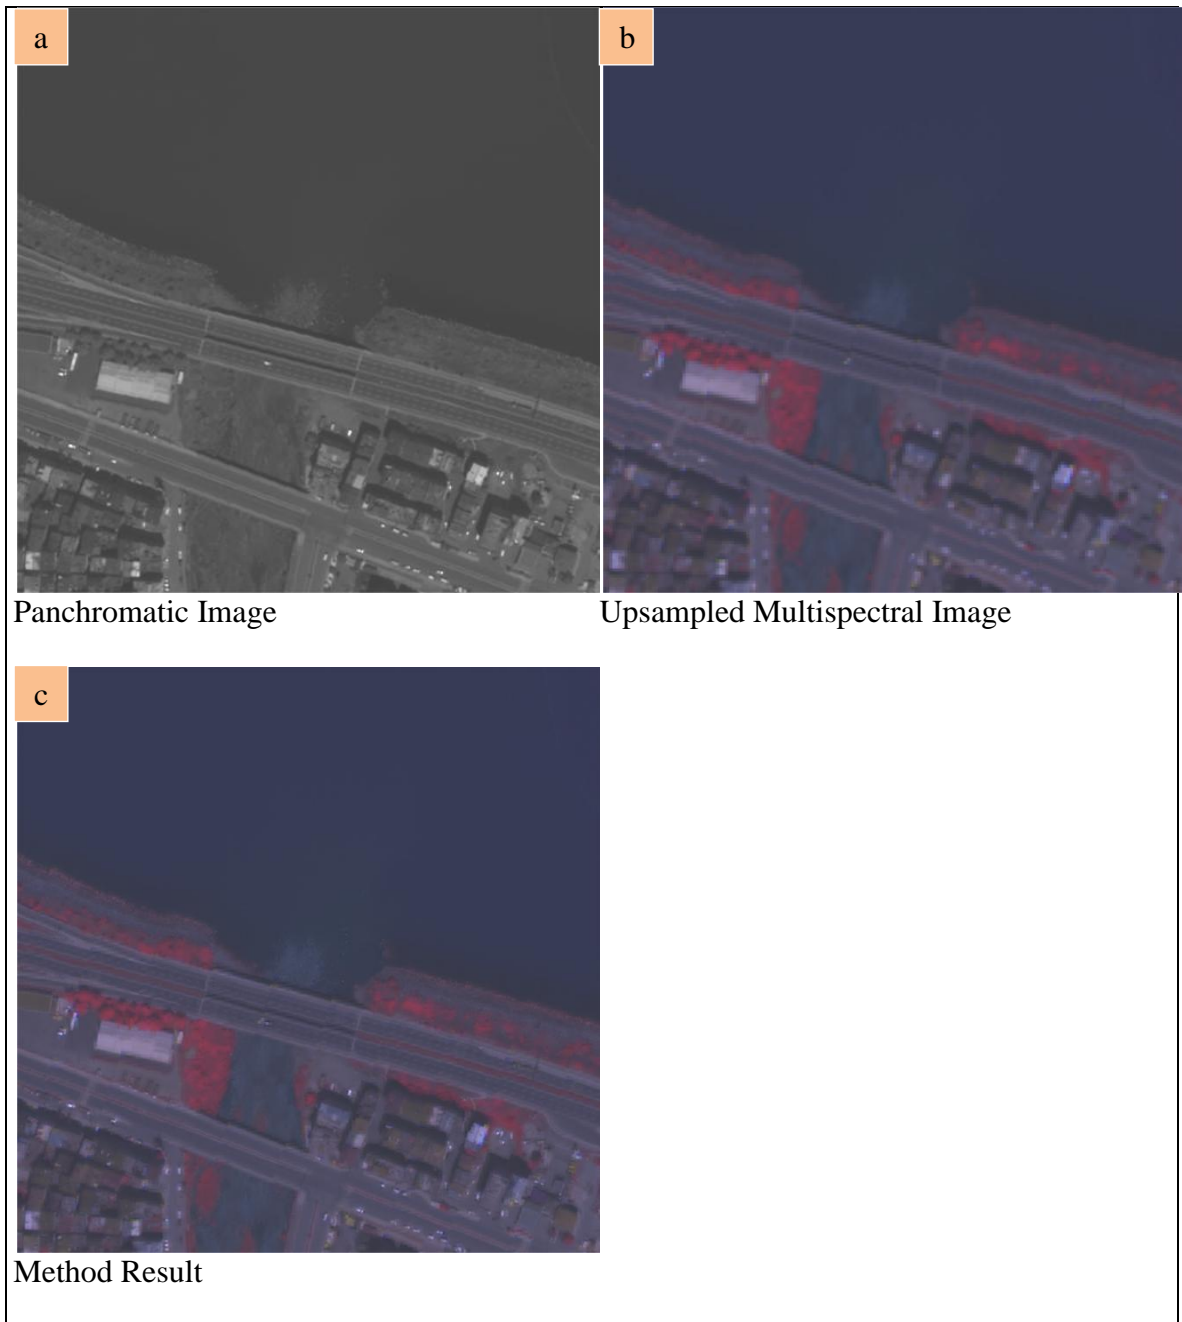 a
b
Panchromatic Image
Upsampled Multispectral Image
c
Method Result